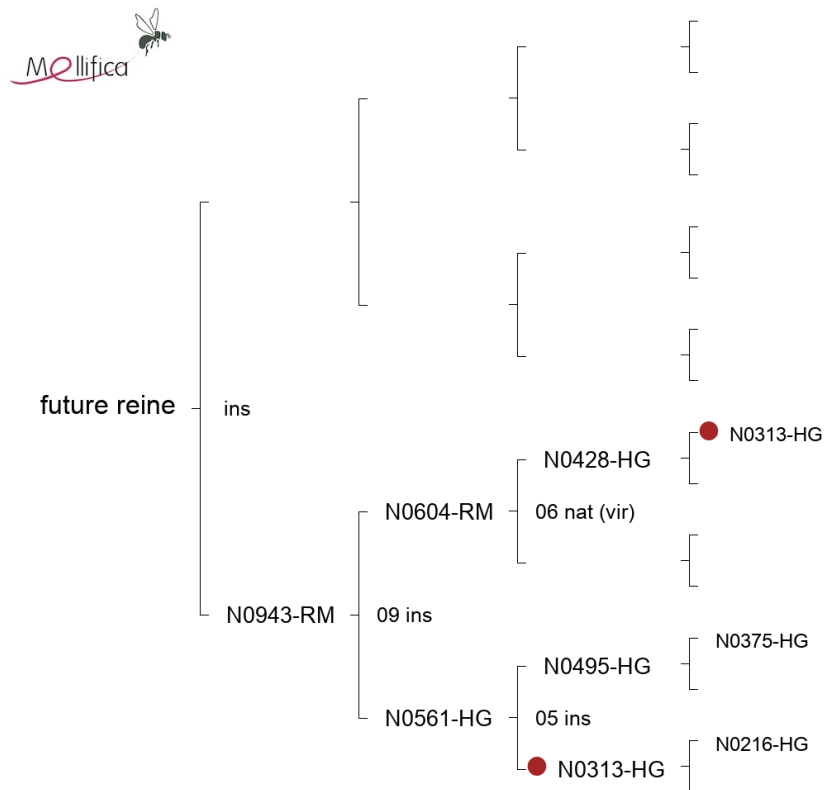 Mellifica
future reine
ins
N0313-HG
N0428-HG
N0604-RM
06 nat (vir)
N0943-RM
09 ins
N0375-HG
N0495-HG
N0561-HG
05 ins
N0216-HG
N0313-HG